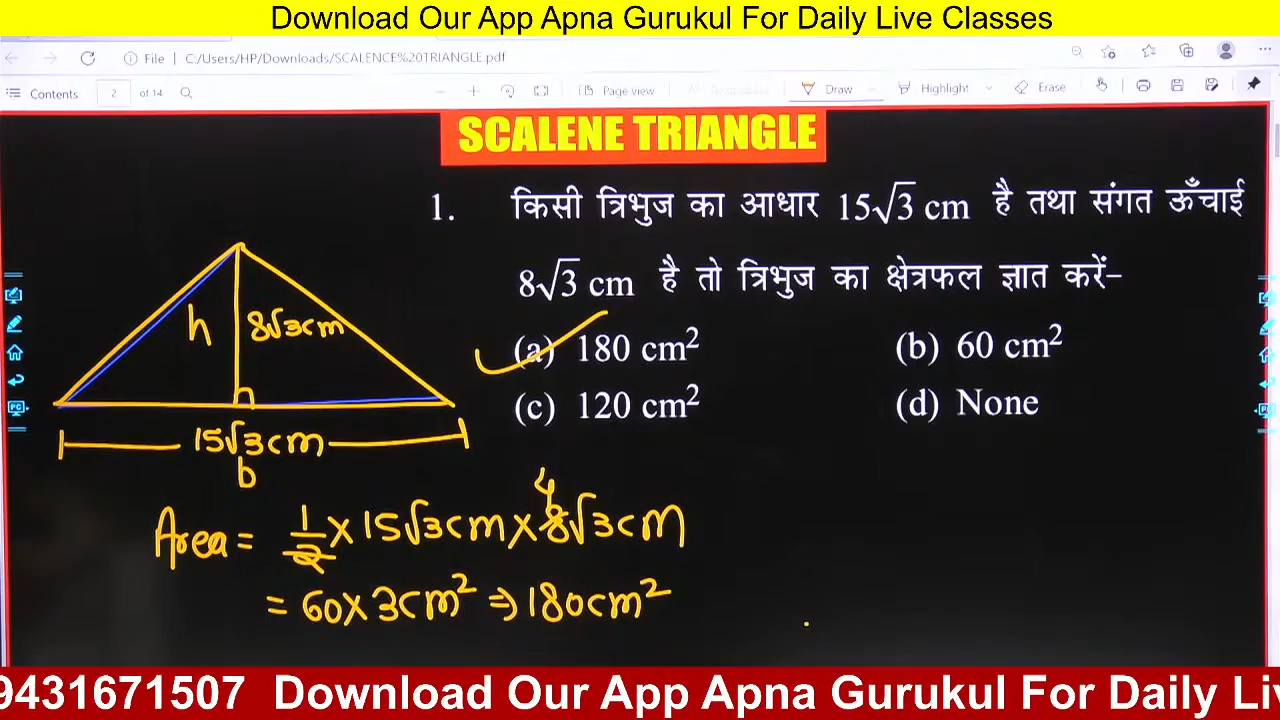 Download Our App Apna Gurukul For Daily Live Classes
File | C:/Users/HP/Downloads/SCALENCE%20TRIANGLE.pdf
Contents 2 of 14 Page view Draw Highlight Erase
SCALENE TRIANGLE
1. किसी त्रिभुज का आधार 15√3 cm है तथा संगत ऊँचाई
8√3 cm है तो त्रिभुज का क्षेत्रफल ज्ञात करें-
(a) 180 cm² (b) 60 cm²
(c) 120 cm² (d) None
h 8√3cm
15√3cm
b
4
Area = 1/2 × 15√3cm × 8√3cm
= 60×3cm² ⇒ 180cm²
9431671507 Download Our App Apna Gurukul For Daily Li